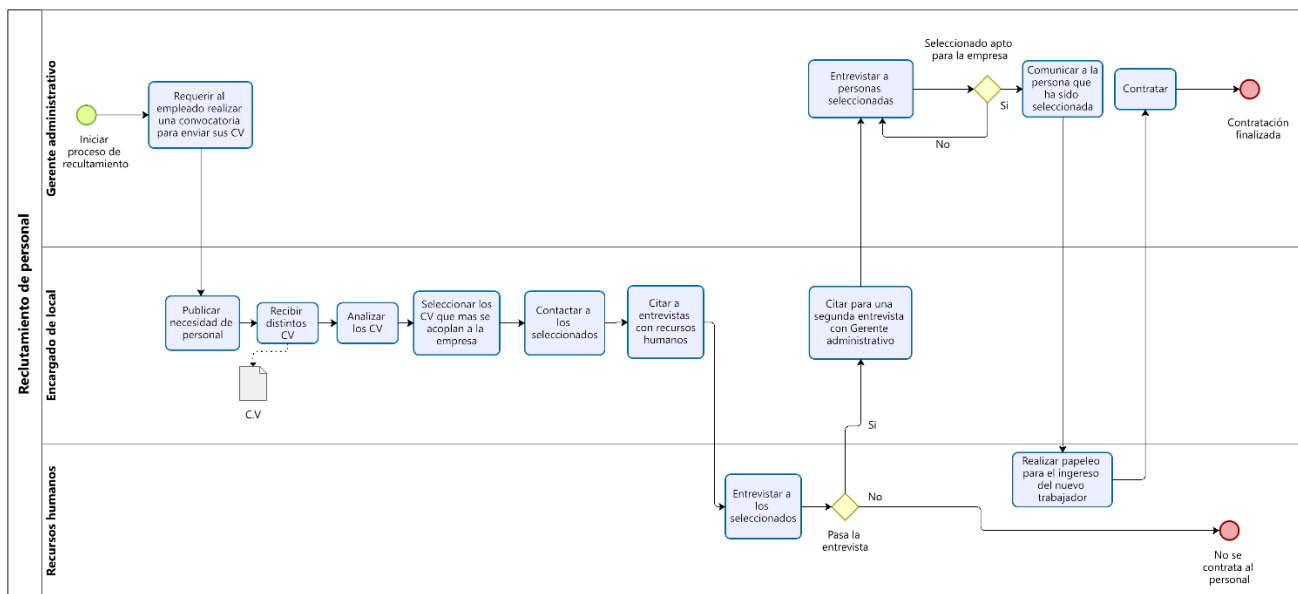 Reclutamiento de personal
Gerente administrativo
Iniciar
proceso de
recultamiento
Requerir al
empleado realizar
una convocatoria
para enviar sus CV
Entrevistar a
personas
seleccionadas
Seleccionado apto
para la empresa
Si
No
Comunicar a la
persona que
ha sido
seleccionada
Contratar
Contratación
finalizada
Encargado de local
Publicar
necesidad de
personal
Recibir
distintos
CV
C.V
Analizar
los CV
Seleccionar los
CV que mas se
acoplan a la
empresa
Contactar a
los
seleccionados
Citar a
entrevistas
con recursos
humanos
Citar para una
segunda entrevista
con Gerente
administrativo
Si
Recursos humanos
Entrevistar a
los
seleccionados
Pasa la
entrevista
No
Realizar papeleo
para el ingereso
del nuevo
trabajador
No se
contrata al
personal